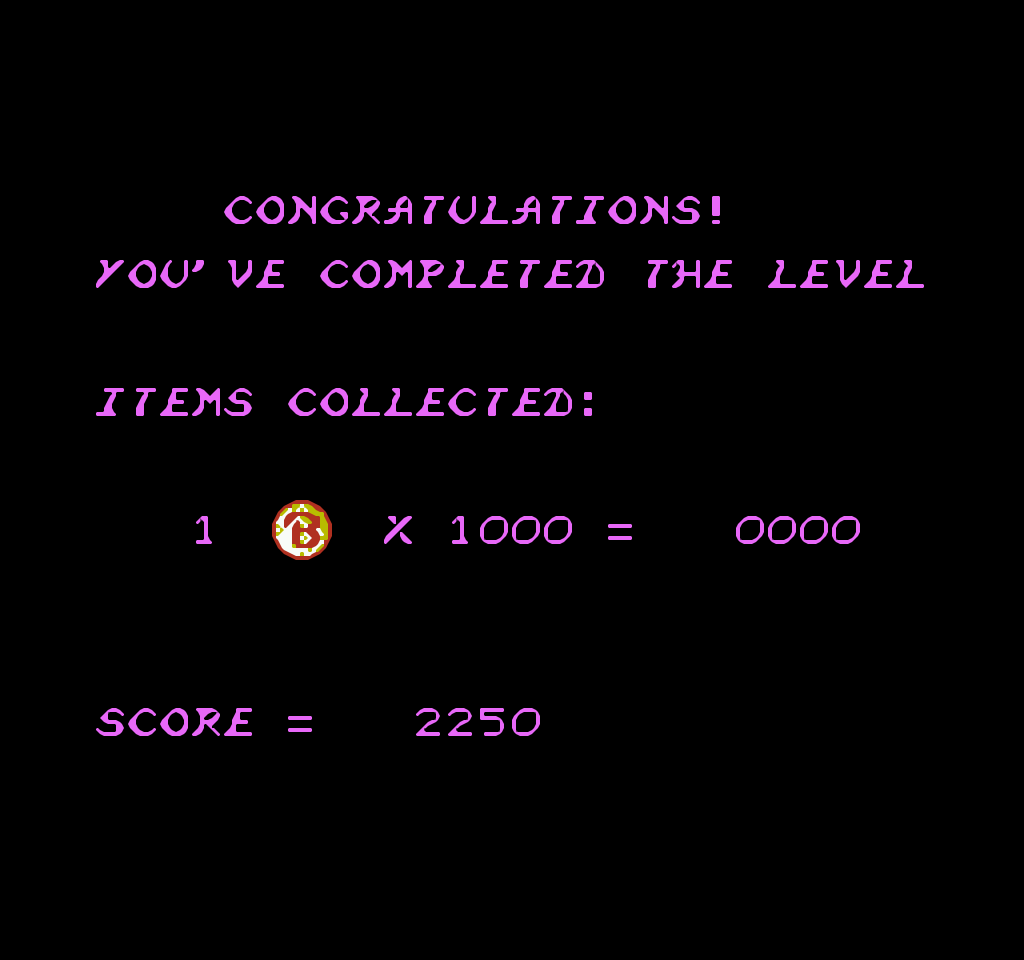 CONGRATULATIONS!
YOU'VE COMPLETED THE LEVEL
ITEMS COLLECTED:
1 B X 1000 = 0000
SCORE = 2250